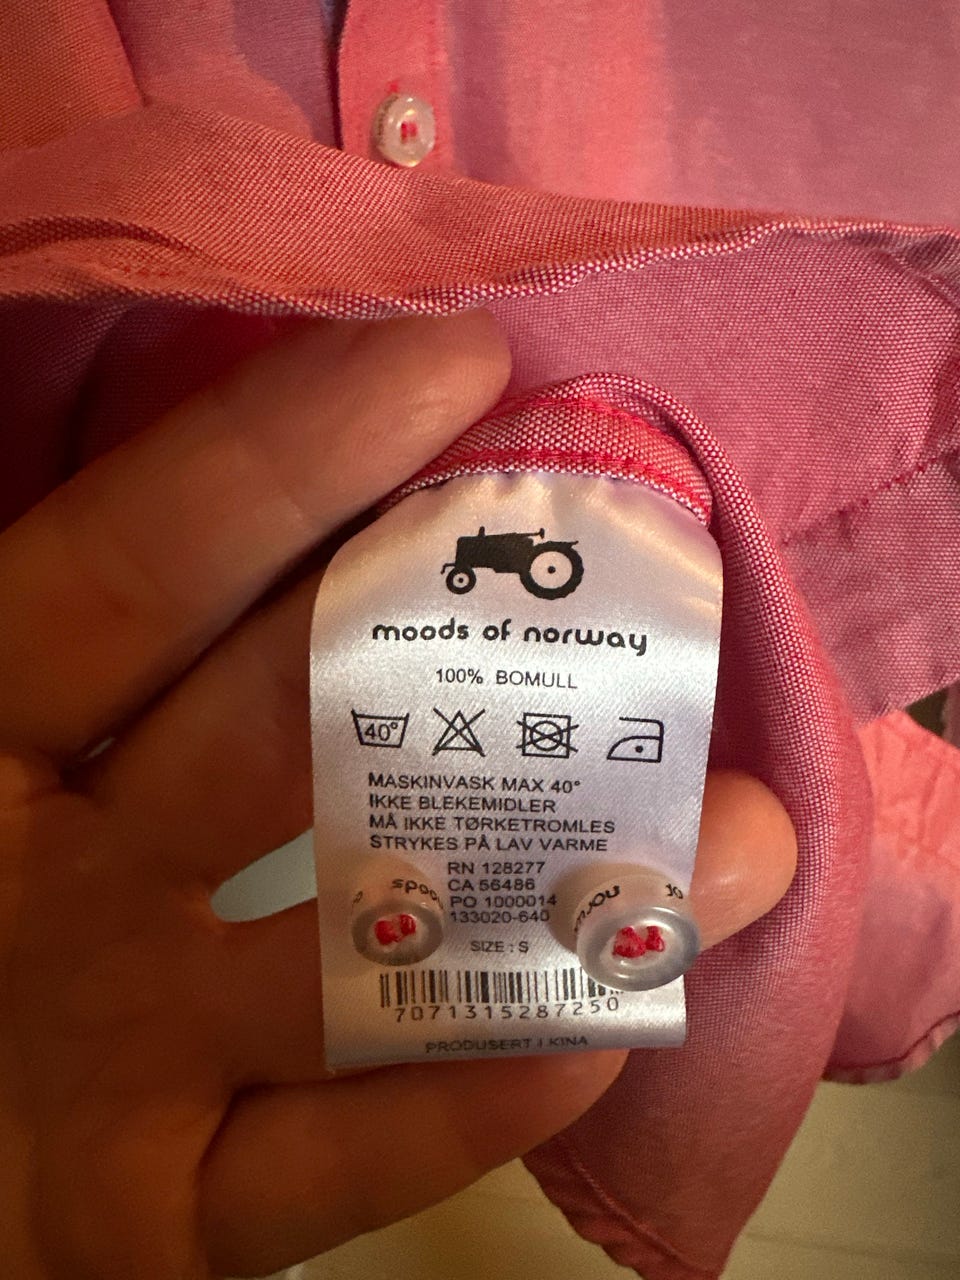 moods of norway
100% BOMULL
40°
MASKINVASK MAX 40°
IKKE BLEKEMIDLER
MÅ IKKE TØRKETROMLES
STRYKES PÅ LAV VARME
RN 128277
CA 56486
PO 1000014
133020-640
SIZE : S
7071315287250
PRODUSERT I KINA